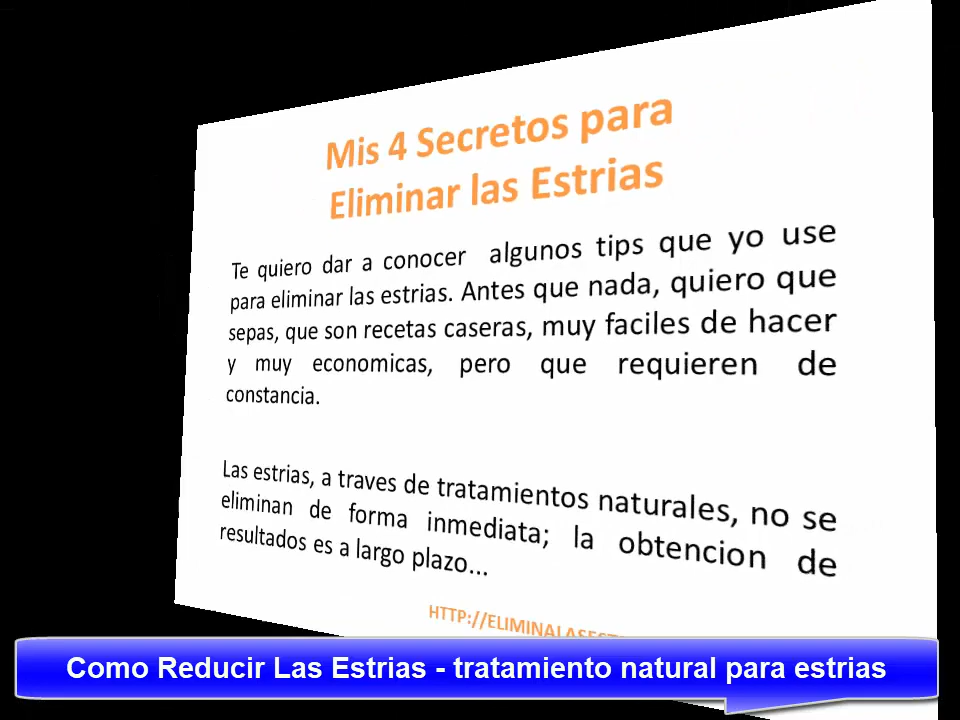 Mis 4 Secretos para
Eliminar las Estrias
Te quiero dar a conocer algunos tips que yo use
para eliminar las estrias. Antes que nada, quiero que
sepas, que son recetas caseras, muy faciles de hacer
y muy economicas, pero que requieren de
constancia.
Las estrias, a traves de tratamientos naturales, no se
eliminan de forma inmediata; la obtencion de
resultados es a largo plazo...
Como Reducir Las Estrias - tratamiento natural para estrias